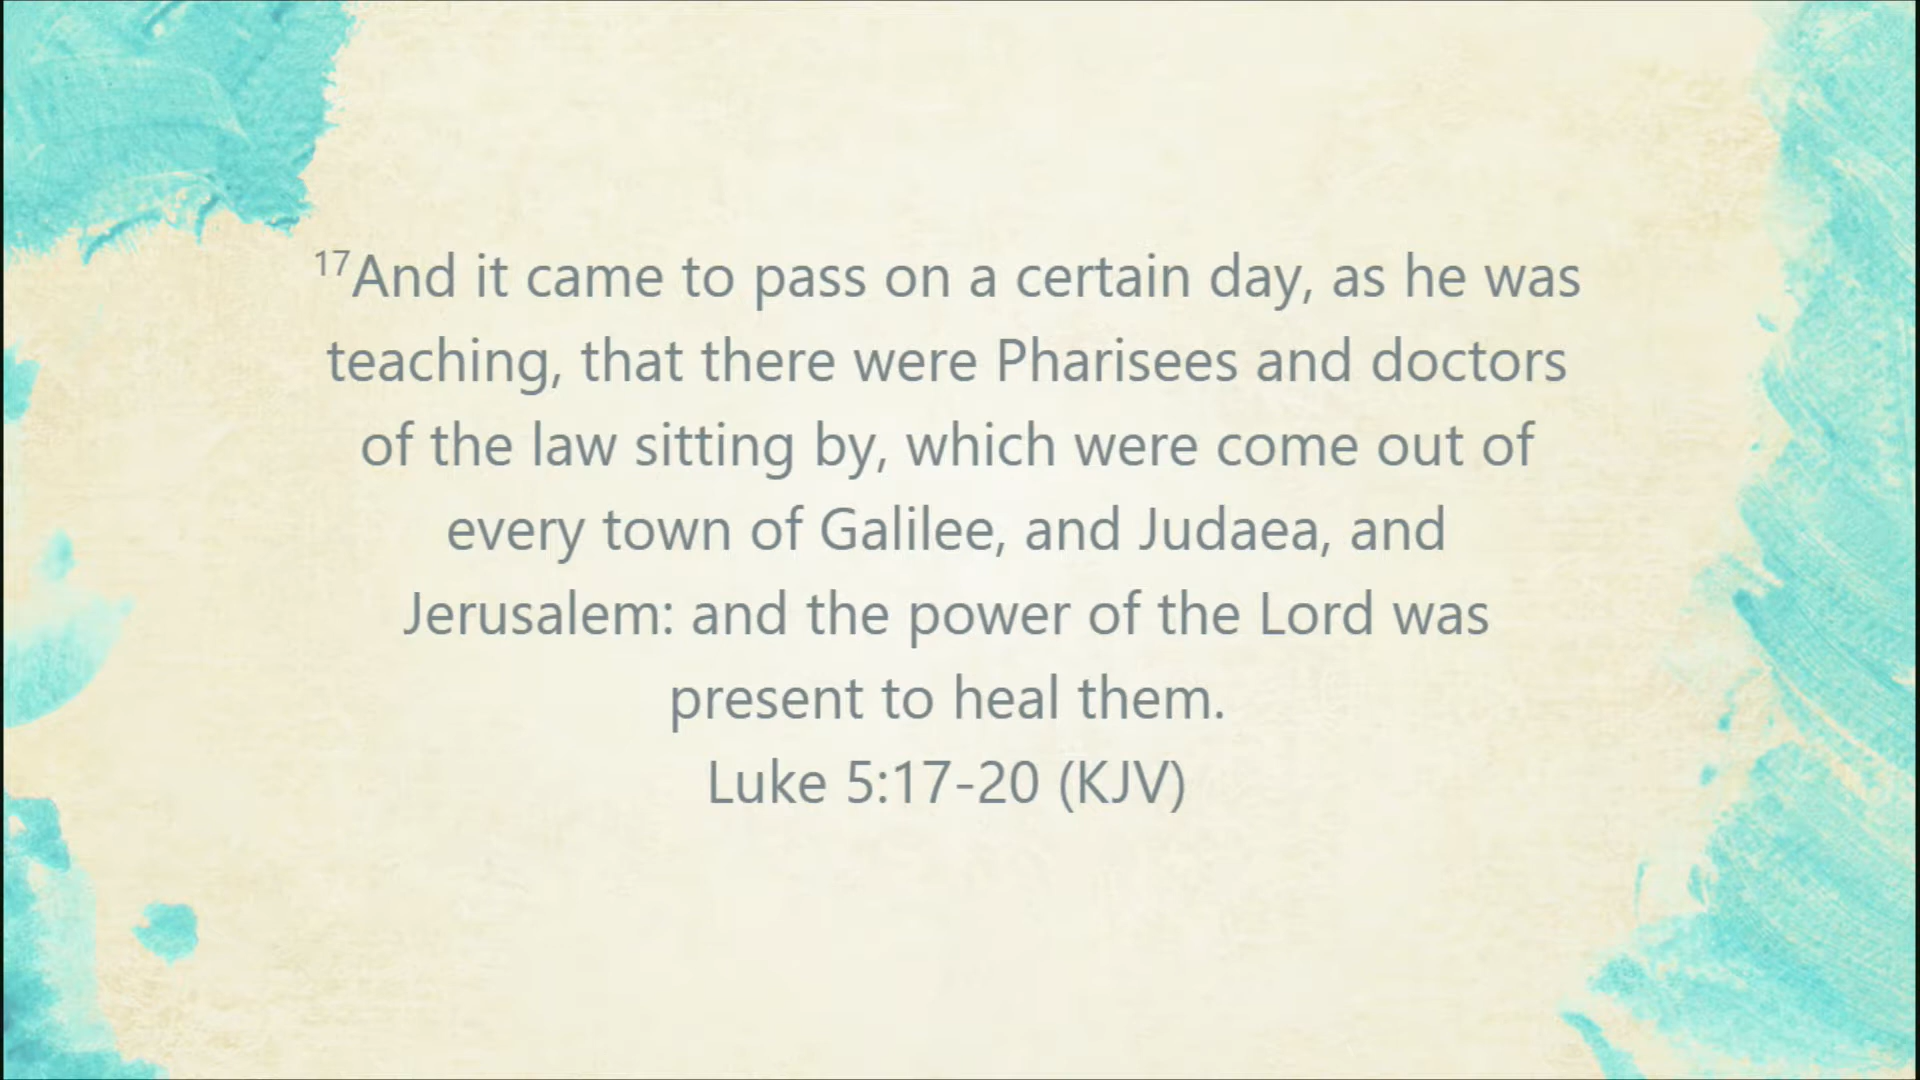 17And it came to pass on a certain day, as he was
teaching, that there were Pharisees and doctors
of the law sitting by, which were come out of
every town of Galilee, and Judaea, and
Jerusalem: and the power of the Lord was
present to heal them.
Luke 5:17-20 (KJV)